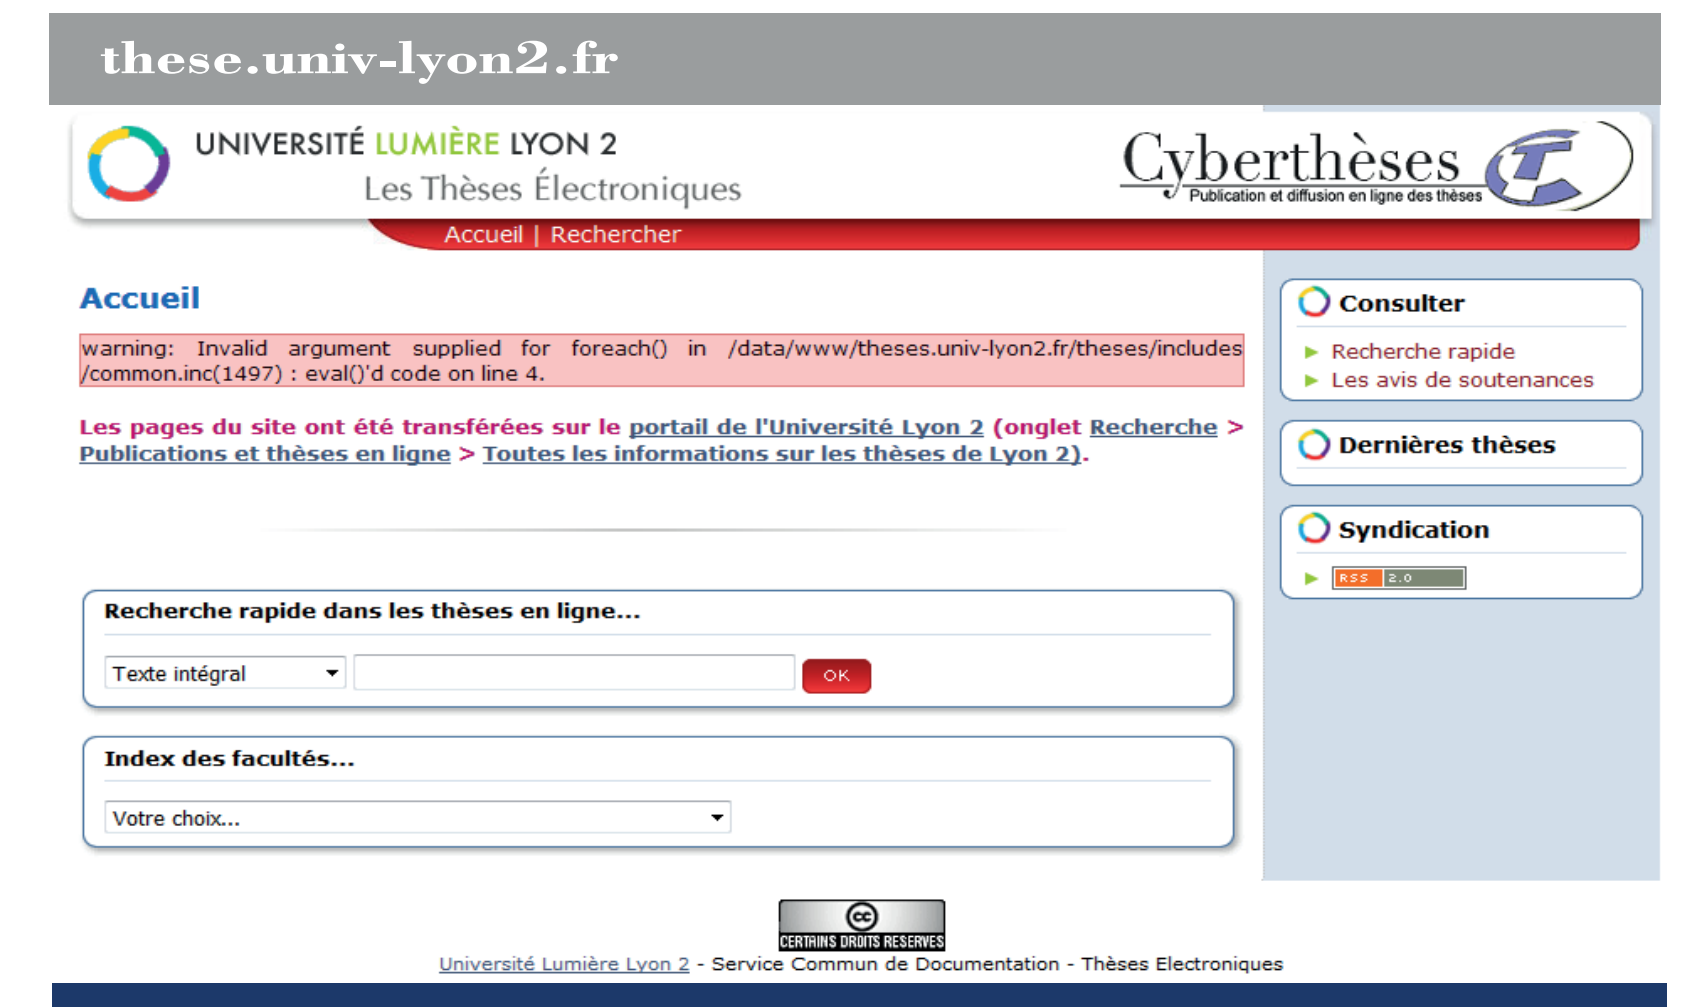 these.univ-lyon2.fr
UNIVERSITÉ LUMIÈRE LYON 2
Les Thèses Électroniques
Cyberthèses
Publication et diffusion en ligne des thèses
Accueil | Rechercher
Accueil
warning: Invalid argument supplied for foreach() in /data/www/theses.univ-lyon2.fr/theses/includes
/common.inc(1497) : eval()'d code on line 4.
Les pages du site ont été transférées sur le portail de l'Université Lyon 2 (onglet Recherche >
Publications et thèses en ligne > Toutes les informations sur les thèses de Lyon 2).
Recherche rapide dans les thèses en ligne...
Texte intégral
OK
Index des facultés...
Votre choix...
Consulter
Recherche rapide
Les avis de soutenances
Dernières thèses
Syndication
RSS 2.0
cc
CERTAINS DROITS RESERVES
Université Lumière Lyon 2 - Service Commun de Documentation - Thèses Electroniques